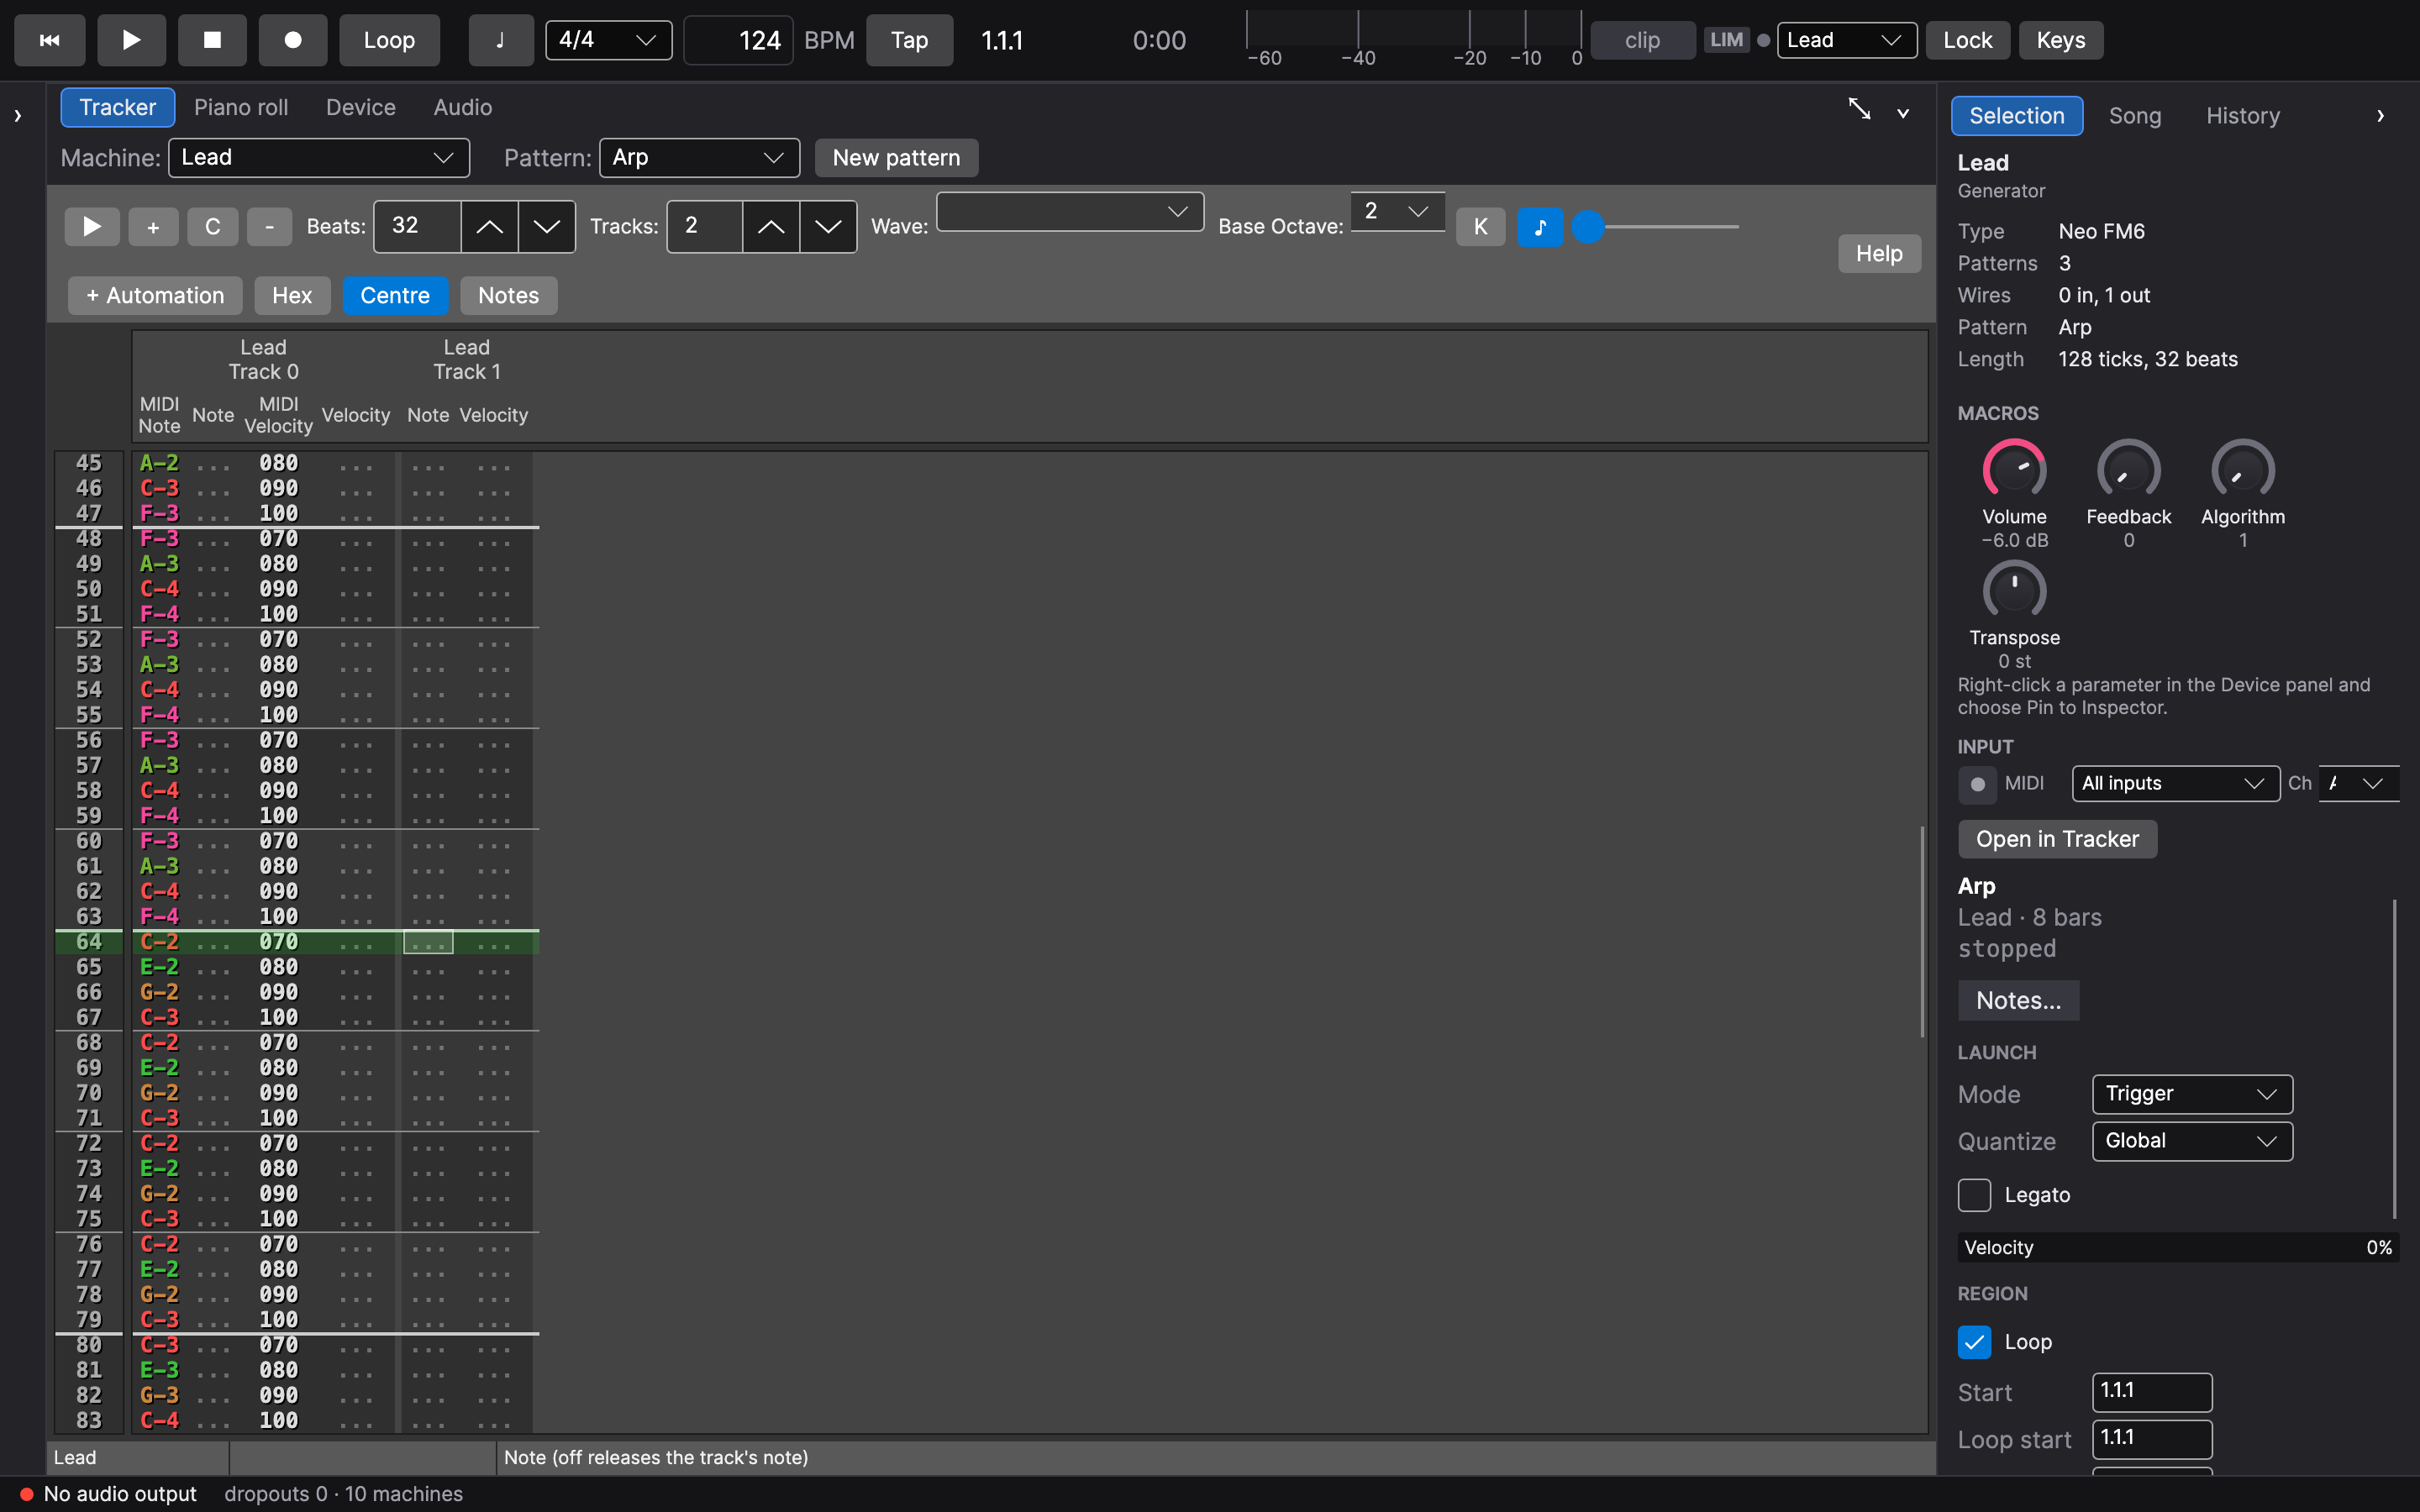 Loop 4/4 124 BPM Tap 1.1.1 0:00 −60 −40 −20 −10 0 clip LIM Lead Lock Keys
Tracker Piano roll Device Audio
Machine: Lead Pattern: Arp New pattern
+ C - Beats: 32 Tracks: 2 Wave: Base Octave: 2 K Help
+ Automation Hex Centre Notes
Lead Lead
Track 0 Track 1
MIDI Note Note MIDI Velocity Velocity Note Velocity
45 A-2 ... 080 ... ... ...
46 C-3 ... 090 ... ... ...
47 F-3 ... 100 ... ... ...
48 F-3 ... 070 ... ... ...
49 A-3 ... 080 ... ... ...
50 C-4 ... 090 ... ... ...
51 F-4 ... 100 ... ... ...
52 F-3 ... 070 ... ... ...
53 A-3 ... 080 ... ... ...
54 C-4 ... 090 ... ... ...
55 F-4 ... 100 ... ... ...
56 F-3 ... 070 ... ... ...
57 A-3 ... 080 ... ... ...
58 C-4 ... 090 ... ... ...
59 F-4 ... 100 ... ... ...
60 F-3 ... 070 ... ... ...
61 A-3 ... 080 ... ... ...
62 C-4 ... 090 ... ... ...
63 F-4 ... 100 ... ... ...
64 C-2 ... 070 ... ... ...
65 E-2 ... 080 ... ... ...
66 G-2 ... 090 ... ... ...
67 C-3 ... 100 ... ... ...
68 C-2 ... 070 ... ... ...
69 E-2 ... 080 ... ... ...
70 G-2 ... 090 ... ... ...
71 C-3 ... 100 ... ... ...
72 C-2 ... 070 ... ... ...
73 E-2 ... 080 ... ... ...
74 G-2 ... 090 ... ... ...
75 C-3 ... 100 ... ... ...
76 C-2 ... 070 ... ... ...
77 E-2 ... 080 ... ... ...
78 G-2 ... 090 ... ... ...
79 C-3 ... 100 ... ... ...
80 C-3 ... 070 ... ... ...
81 E-3 ... 080 ... ... ...
82 G-3 ... 090 ... ... ...
83 C-4 ... 100 ... ... ...
Lead Note (off releases the track's note)
Selection Song History
Lead
Generator
Type Neo FM6
Patterns 3
Wires 0 in, 1 out
Pattern Arp
Length 128 ticks, 32 beats
MACROS
Volume Feedback Algorithm
−6.0 dB 0 1
Transpose
0 st
Right-click a parameter in the Device panel and
choose Pin to Inspector.
INPUT
MIDI All inputs Ch
Open in Tracker
Arp
Lead · 8 bars
stopped
Notes...
LAUNCH
Mode Trigger
Quantize Global
Legato
Velocity 0%
REGION
Loop
Start 1.1.1
Loop start 1.1.1
No audio output dropouts 0 · 10 machines